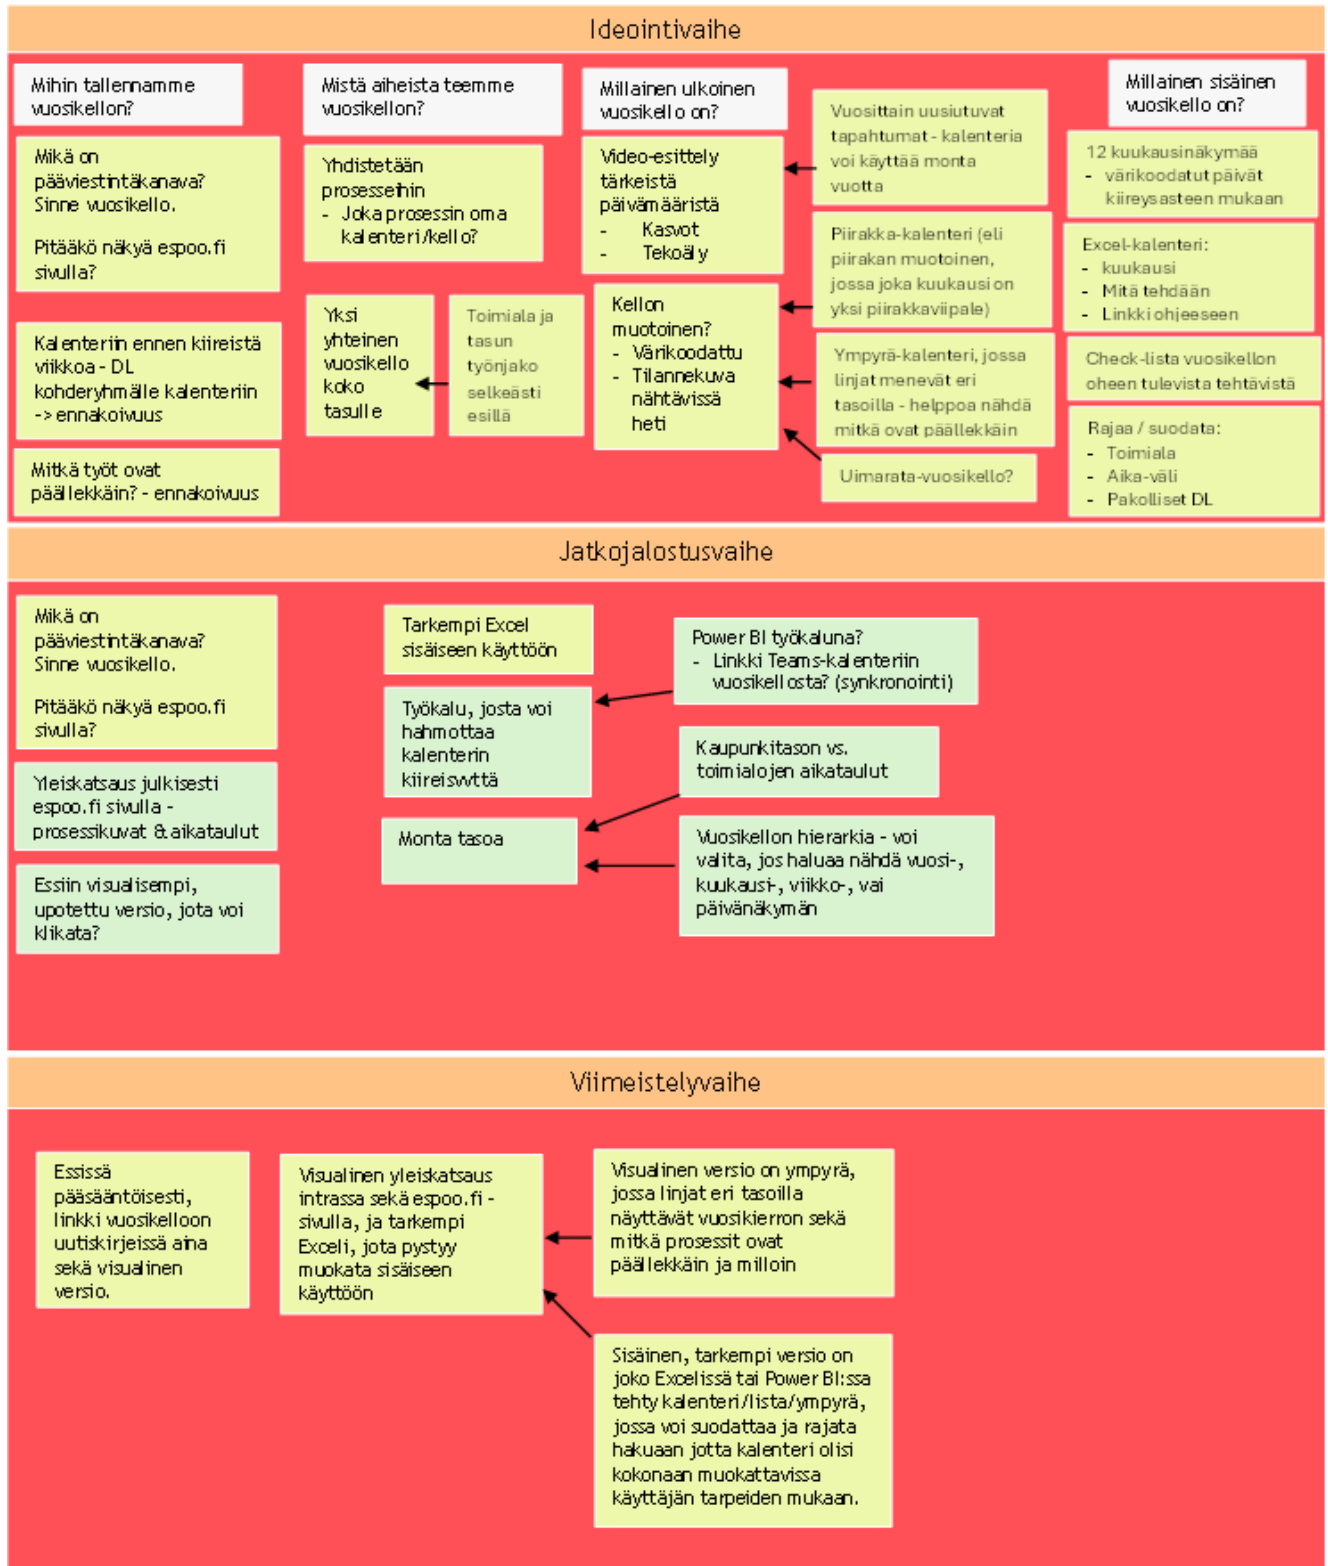 Ideointivaihe
Mihin tallennamme
vuosikellon?
Mikä on
pääviestintäkanava?
Sinne vuosikello.
Pitääkö näkyä espoo.fi
sivulla?
Kalenteriin ennen kiireistä
viikkoa - DL
kohderyhmälle kalenteriin
-> ennakoivuus
Mitkä työt ovat
päällekkäin? - ennakoivuus
Mistä aiheista teemme
vuosikellon?
Yhdistetään
prosesseihin
- Joka prosessin oma
kalenteri/kello?
Yksi
yhteinen
vuosikello
koko
tasulle
Toimiala ja
tasun
työnjako
selkeästi
esillä
Millainen ulkoinen
vuosikello on?
Video-esittely
tärkeistä
päivämääristä
- Kasvot
- Tekoäly
Kellon
muotoinen?
- Värikoodattu
- Tilannekuva
nähtävissä
heti
Vuosittain uusiutuvat
tapahtumat - kalenteria
voi käyttää monta
vuotta
Piirakka-kalenteri (eli
piirakan muotoinen,
jossa joka kuukausi on
yksi piirakkaviipale)
Ympyrä-kalenteri, jossa
linjat menevät eri
tasoilla - helppoa nähdä
mitkä ovat päällekkäin
Uimarata-vuosikello?
Millainen sisäinen
vuosikello on?
12 kuukausinäkymää
- värikoodatut päivät
kiireysasteen mukaan
Excel-kalenteri:
- kuukausi
- Mitä tehdään
- Linkki ohjeeseen
Check-lista vuosikellon
oheen tulevista tehtävistä
Rajaa / suodata:
- Toimiala
- Aika-väli
- Pakolliset DL
Jatkojalostusvaihe
Mikä on
pääviestintäkanava?
Sinne vuosikello.
Pitääkö näkyä espoo.fi
sivulla?
Yleiskatsaus julkisesti
espoo.fi sivulla -
prosessikuvat & aikataulut
Essiin visualisempi,
upotettu versio, jota voi
klikata?
Tarkempi Excel
sisäiseen käyttöön
Työkalu, josta voi
hahmottaa
kalenterin
kiireisyyttä
Monta tasoa
Power BI työkaluna?
- Linkki Teams-kalenteriin
vuosikellosta? (synkronointi)
Kaupunkitason vs.
toimialojen aikataulut
Vuosikellon hierarkia - voi
valita, jos haluaa nähdä vuosi-,
kuukausi-, viikko-, vai
päivänäkymän
Viimeistelyvaihe
Essissä
pääsääntöisesti,
linkki vuosikelloon
uutiskirjeissä aina
sekä visualinen
versio.
Visualinen yleiskatsaus
intrassa sekä espoo.fi -
sivulla, ja tarkempi
Exceli, jota pystyy
muokata sisäiseen
käyttöön
Visualinen versio on ympyrä,
jossa linjat eri tasoilla
näyttävät vuosikierron sekä
mitkä prosessit ovat
päällekkäin ja milloin
Sisäinen, tarkempi versio on
joko Excelissä tai Power BI:ssa
tehty kalenteri/lista/ympyrä,
jossa voi suodattaa ja rajata
hakuaan jotta kalenteri olisi
kokonaan muokattavissa
käyttäjän tarpeiden mukaan.